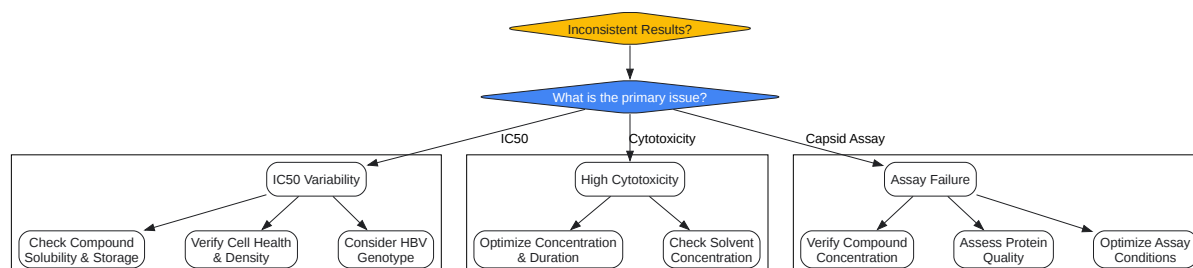 Inconsistent Results?
What is the primary issue?
IC50
Cytotoxicity
Capsid Assay
IC50 Variability
High Cytotoxicity
Assay Failure
Check Compound
Solubility & Storage
Verify Cell Health
& Density
Consider HBV
Genotype
Optimize Concentration
& Duration
Check Solvent
Concentration
Verify Compound
Concentration
Assess Protein
Quality
Optimize Assay
Conditions